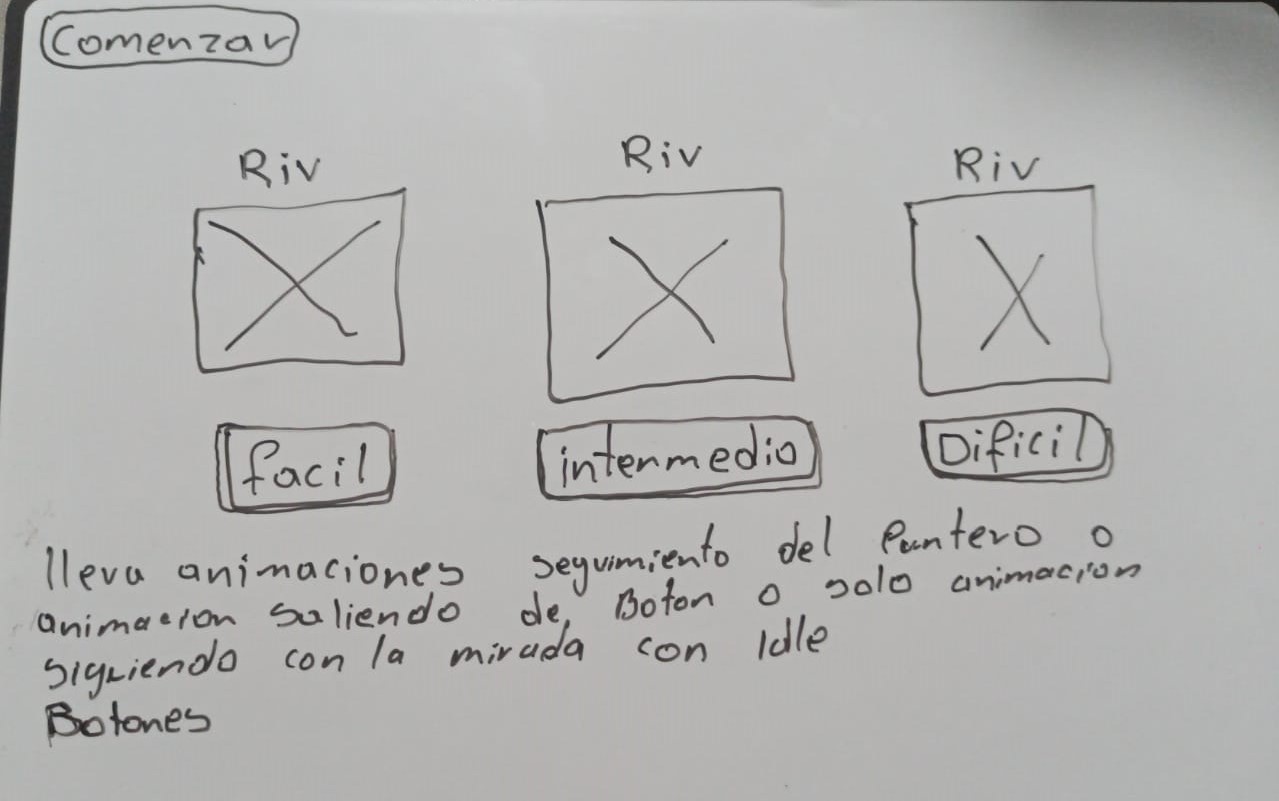 Comenzar
Riv Riv Riv
facil intermedio Dificil
lleva animaciones seguimiento del Puntero o
animacion saliendo de, Boton o solo animacion
siguiendo con la mirada con Idle
Botones